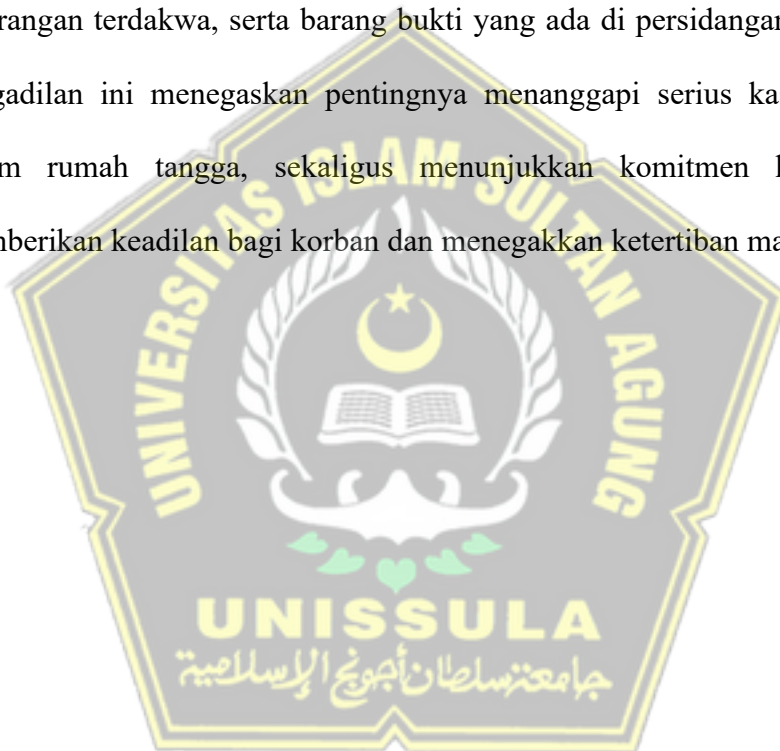 rangan terdakwa, serta barang bukti yang ada di persidangan
gadilan ini menegaskan pentingnya menanggapi serius ka
m rumah tangga, sekaligus menunjukkan komitmen
nberikan keadilan bagi korban dan menegakkan ketertiban ma
UNIVERSITAS ISLAM SULTAN AGUNG
UNISSULA
جامعة سلطان أجونج الإسلامية